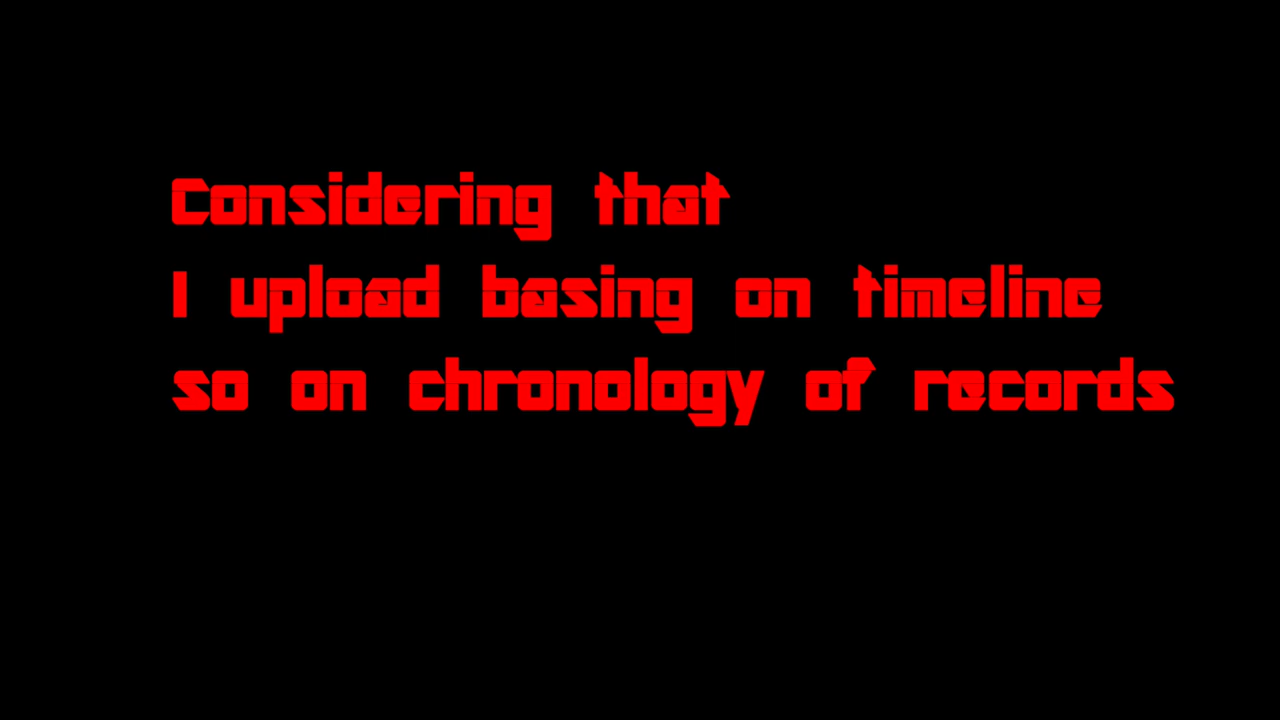 Considering that
I upload basing on timeline
so on chronology of records